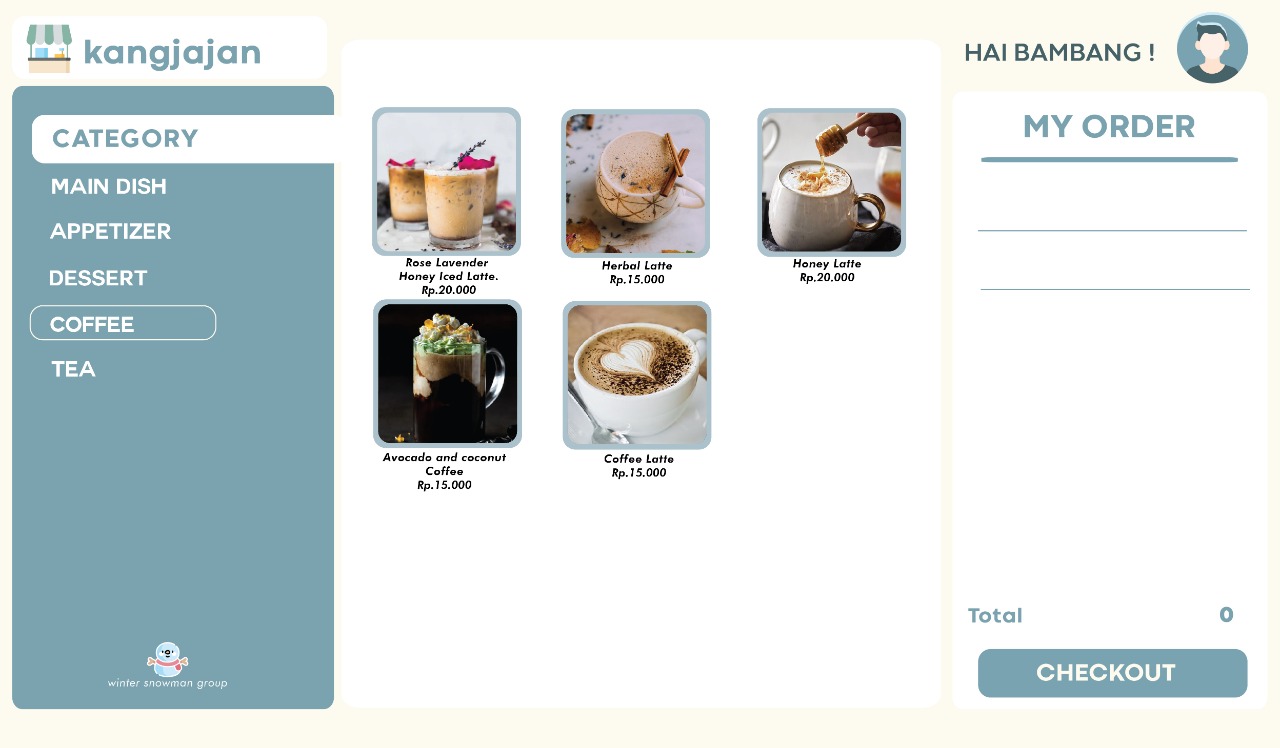 kangjajan
HAI BAMBANG !
CATEGORY
MAIN DISH
APPETIZER
DESSERT
COFFEE
TEA
winter snowman group
Rose Lavender
Honey Iced Latte.
Rp.20.000
Herbal Latte
Rp.15.000
Honey Latte
Rp.20.000
Avocado and coconut
Coffee
Rp.15.000
Coffee Latte
Rp.15.000
MY ORDER
Total 0
CHECKOUT